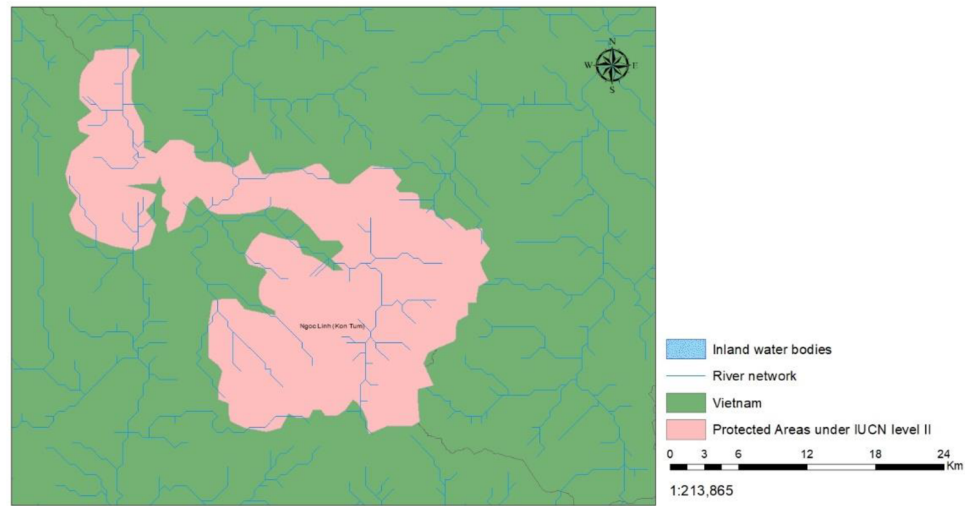 N
W E
S
Ngoc Linh (Kon Tum)
Inland water bodies
River network
Vietnam
Protected Areas under IUCN level II
0 3 6 12 18 24
Km
1:213,865